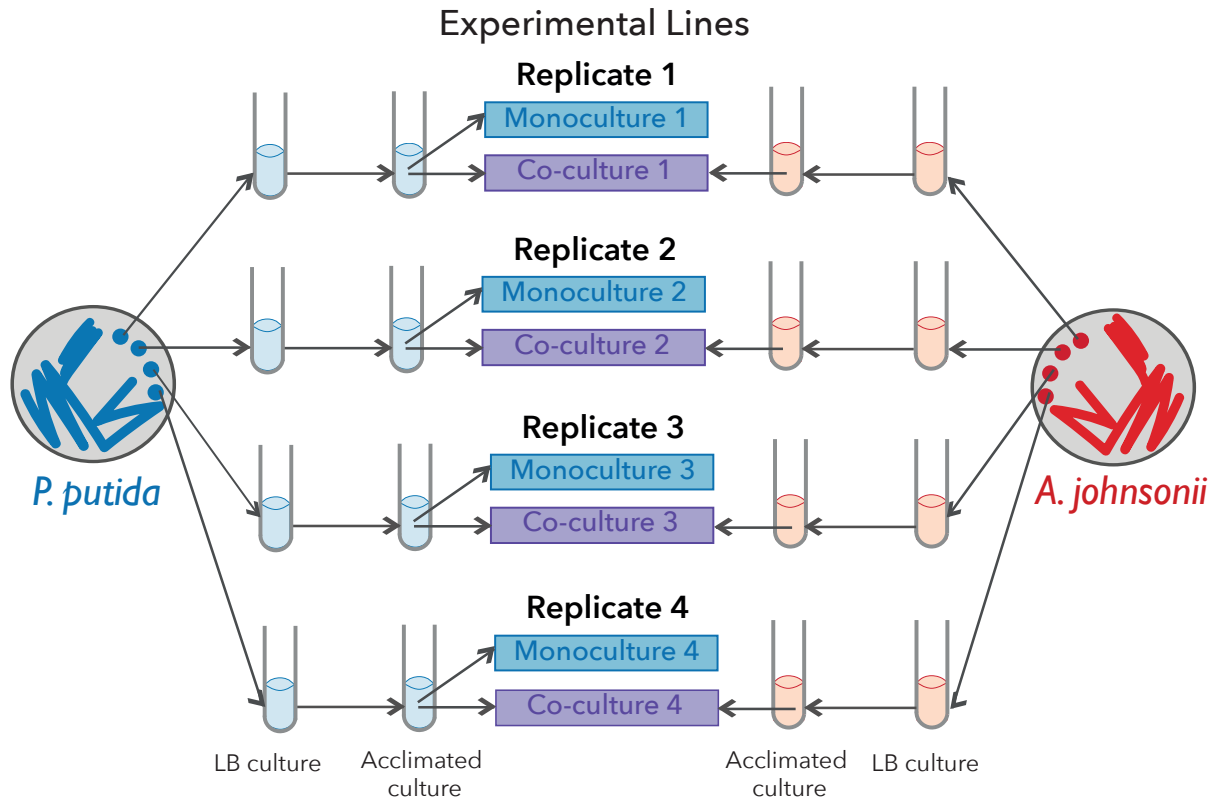 Experimental Lines
Replicate 1
Monoculture 1
Co-culture 1
Replicate 2
Monoculture 2
Co-culture 2
P. putida
A. johnsonii
Replicate 3
Monoculture 3
Co-culture 3
Replicate 4
Monoculture 4
Co-culture 4
LB culture
Acclimated
culture
Acclimated
culture
LB culture